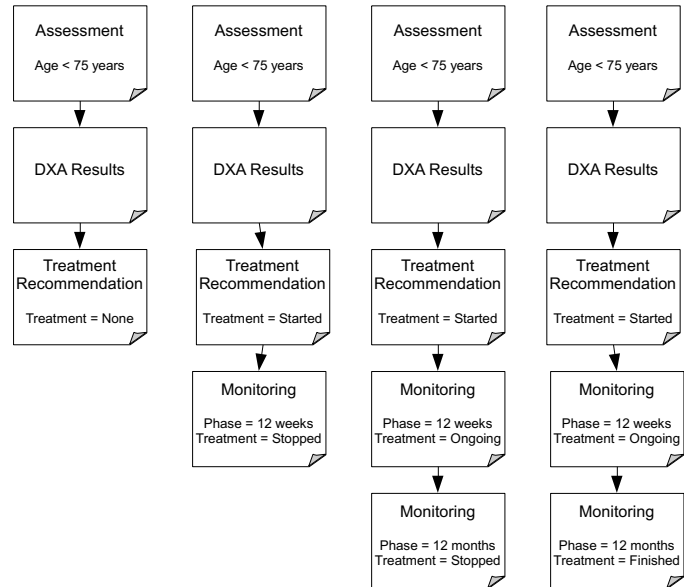 Assessment
Age < 75 years
DXA Results
Treatment
Recommendation
Treatment = None
Assessment
Age < 75 years
DXA Results
Treatment
Recommendation
Treatment = Started
Monitoring
Phase = 12 weeks
Treatment = Stopped
Assessment
Age < 75 years
DXA Results
Treatment
Recommendation
Treatment = Started
Monitoring
Phase = 12 weeks
Treatment = Ongoing
Monitoring
Phase = 12 months
Treatment = Stopped
Assessment
Age < 75 years
DXA Results
Treatment
Recommendation
Treatment = Started
Monitoring
Phase = 12 weeks
Treatment = Ongoing
Monitoring
Phase = 12 months
Treatment = Finished